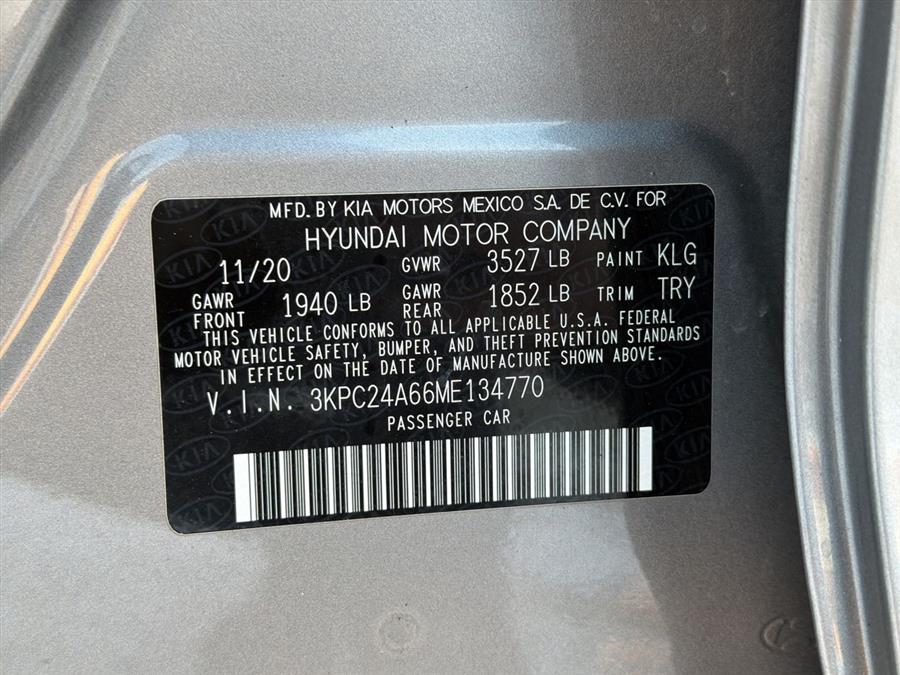 MFD. BY KIA MOTORS MEXICO S.A. DE C.V. FOR
HYUNDAI MOTOR COMPANY
11/20 GVWR 3527 LB PAINT KLG
GAWR FRONT 1940 LB GAWR REAR 1852 LB TRIM TRY
THIS VEHICLE CONFORMS TO ALL APPLICABLE U.S.A. FEDERAL
MOTOR VEHICLE SAFETY, BUMPER, AND THEFT PREVENTION STANDARDS
IN EFFECT ON THE DATE OF MANUFACTURE SHOWN ABOVE.
V.I.N. 3KPC24A66ME134770
PASSENGER CAR